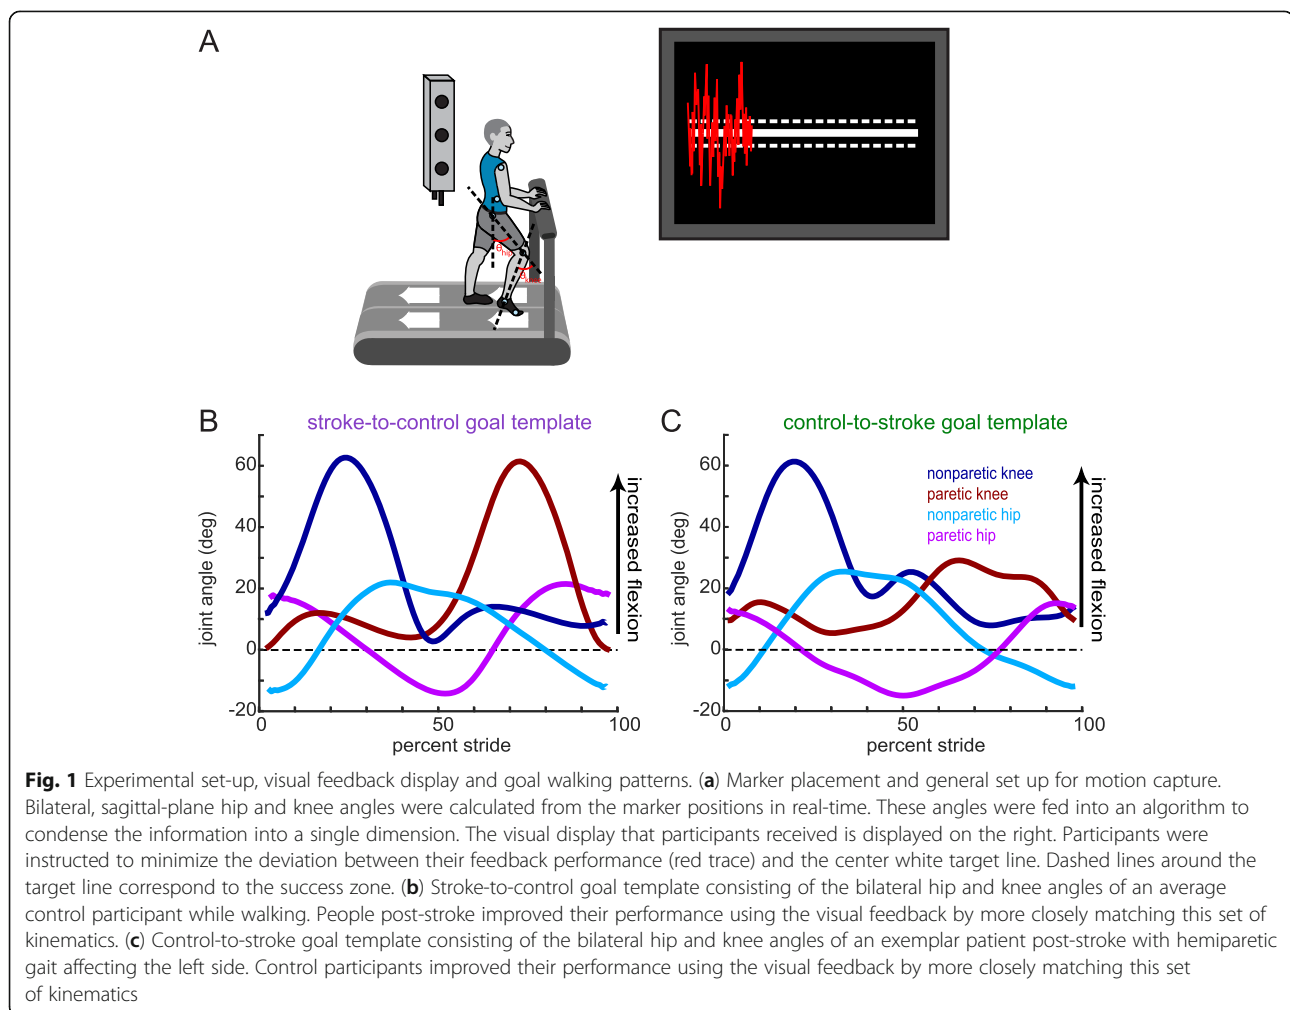 A
θhip
θknee
B
stroke-to-control goal template
60
40
20
0
-20
joint angle (deg)
increased flexion
0
50
100
percent stride
C
control-to-stroke goal template
nonparetic knee
paretic knee
nonparetic hip
paretic hip
60
40
20
0
-20
joint angle (deg)
increased flexion
0
50
100
percent stride
Fig. 1 Experimental set-up, visual feedback display and goal walking patterns. (a) Marker placement and general set up for motion capture.
Bilateral, sagittal-plane hip and knee angles were calculated from the marker positions in real-time. These angles were fed into an algorithm to
condense the information into a single dimension. The visual display that participants received is displayed on the right. Participants were
instructed to minimize the deviation between their feedback performance (red trace) and the center white target line. Dashed lines around the
target line correspond to the success zone. (b) Stroke-to-control goal template consisting of the bilateral hip and knee angles of an average
control participant while walking. People post-stroke improved their performance using the visual feedback by more closely matching this set of
kinematics. (c) Control-to-stroke goal template consisting of the bilateral hip and knee angles of an exemplar patient post-stroke with hemiparetic
gait affecting the left side. Control participants improved their performance using the visual feedback by more closely matching this set
of kinematics